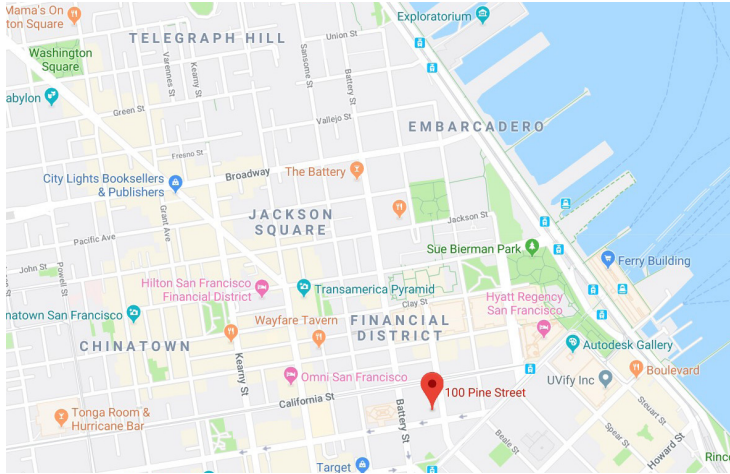 Mama's On
ton Square
Exploratorium
TELEGRAPH HILL
Union St
Washington
Square
Varennes St
Kearny St
Sansome St
Battery St
abylon
Green St
Vallejo St
EMBARCADERO
Fresno St
Broadway
The Battery
City Lights Booksellers
& Publishers
Grant Ave
JACKSON
SQUARE
Jackson St
Pacific Ave
Sue Bierman Park
John St
Powell St
Ferry Building
Hilton San Francisco
Financial District
Transamerica Pyramid
Clay St
Hyatt Regency
San Francisco
natown San Francisco
Wayfare Tavern
FINANCIAL
DISTRICT
CHINATOWN
Autodesk Gallery
Kearny St
Omni San Francisco
UVify Inc
Boulevard
100 Pine Street
California St
Battery St
Tonga Room &
Hurricane Bar
Steuart St
Spear St
Beale St
Howard St
Target
Rinc